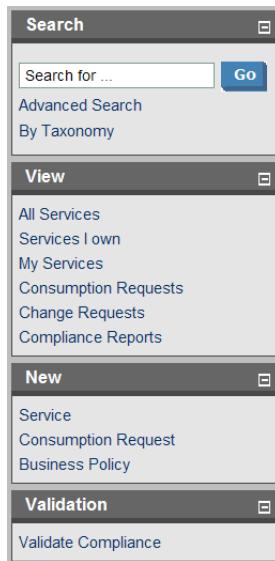 Search
Search for ...
Go
Advanced Search
By Taxonomy
View
All Services
Services I own
My Services
Consumption Requests
Change Requests
Compliance Reports
New
Service
Consumption Request
Business Policy
Validation
Validate Compliance